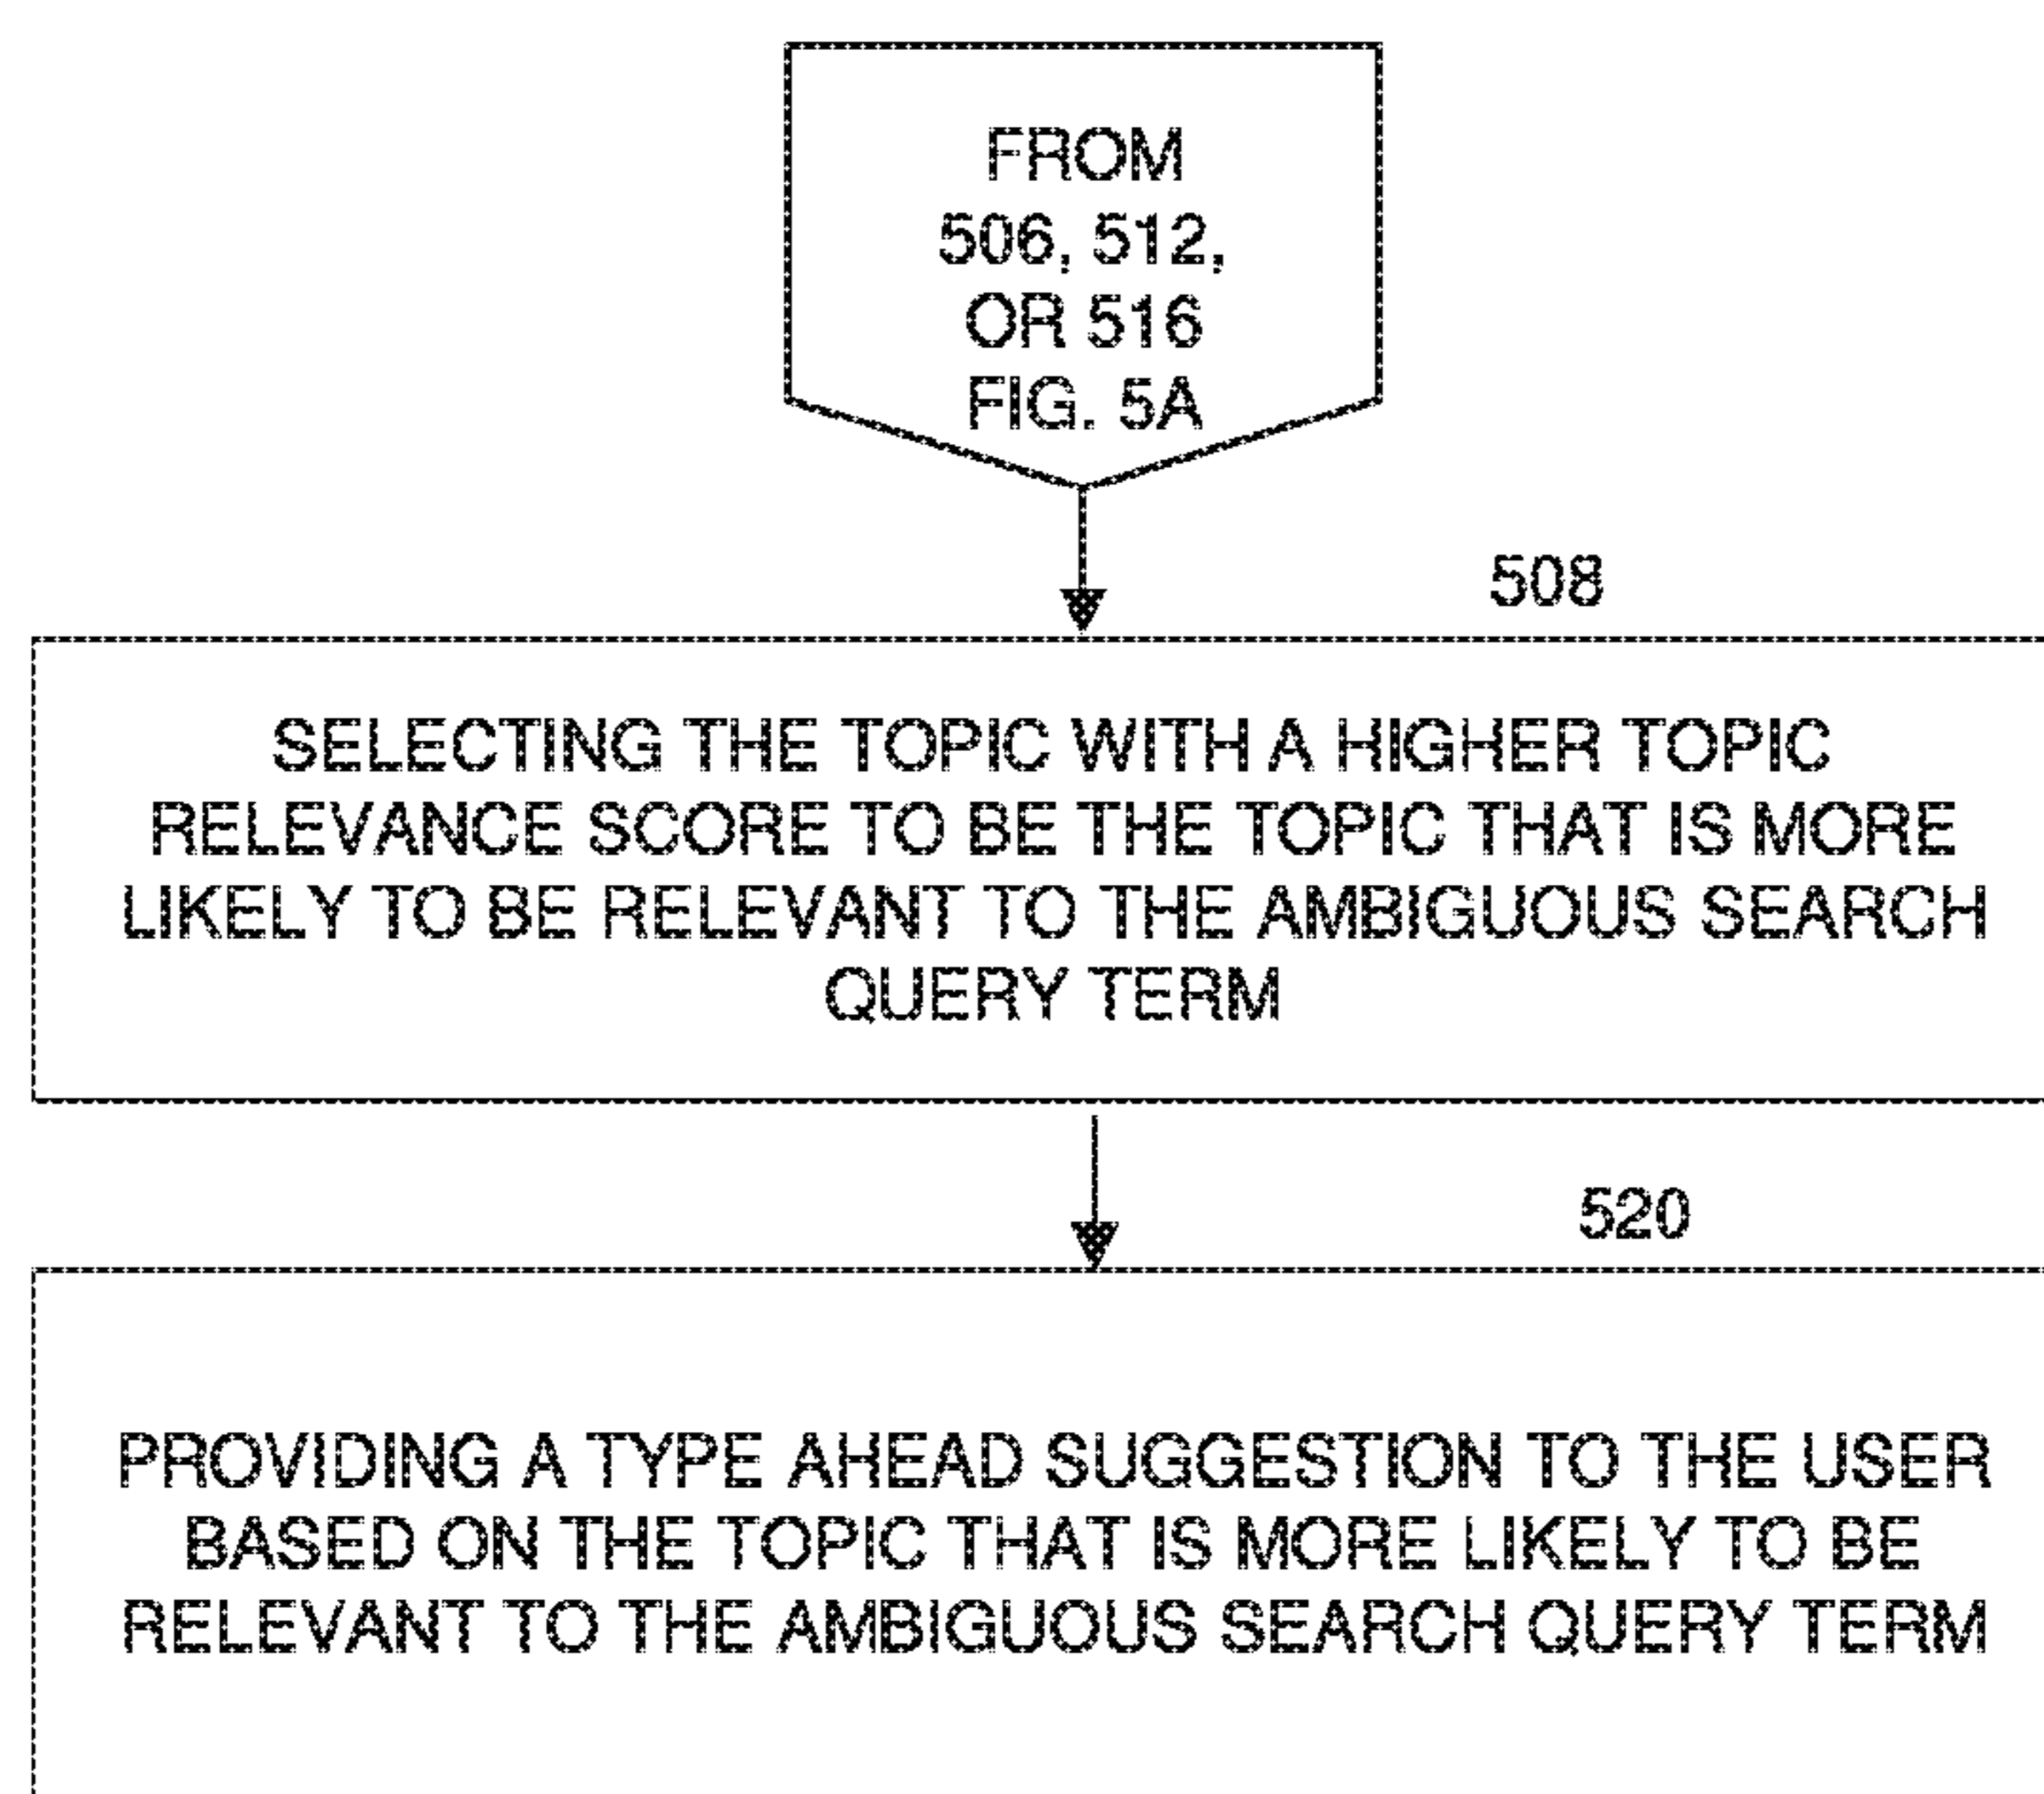 FROM
506, 512,
OR 516
FIG. 5A
508
SELECTING THE TOPIC WITH A HIGHER TOPIC
RELEVANCE SCORE TO BE THE TOPIC THAT IS MORE
LIKELY TO BE RELEVANT TO THE AMBIGUOUS SEARCH
QUERY TERM
520
PROVIDING A TYPE AHEAD SUGGESTION TO THE USER
BASED ON THE TOPIC THAT IS MORE LIKELY TO BE
RELEVANT TO THE AMBIGUOUS SEARCH QUERY TERM